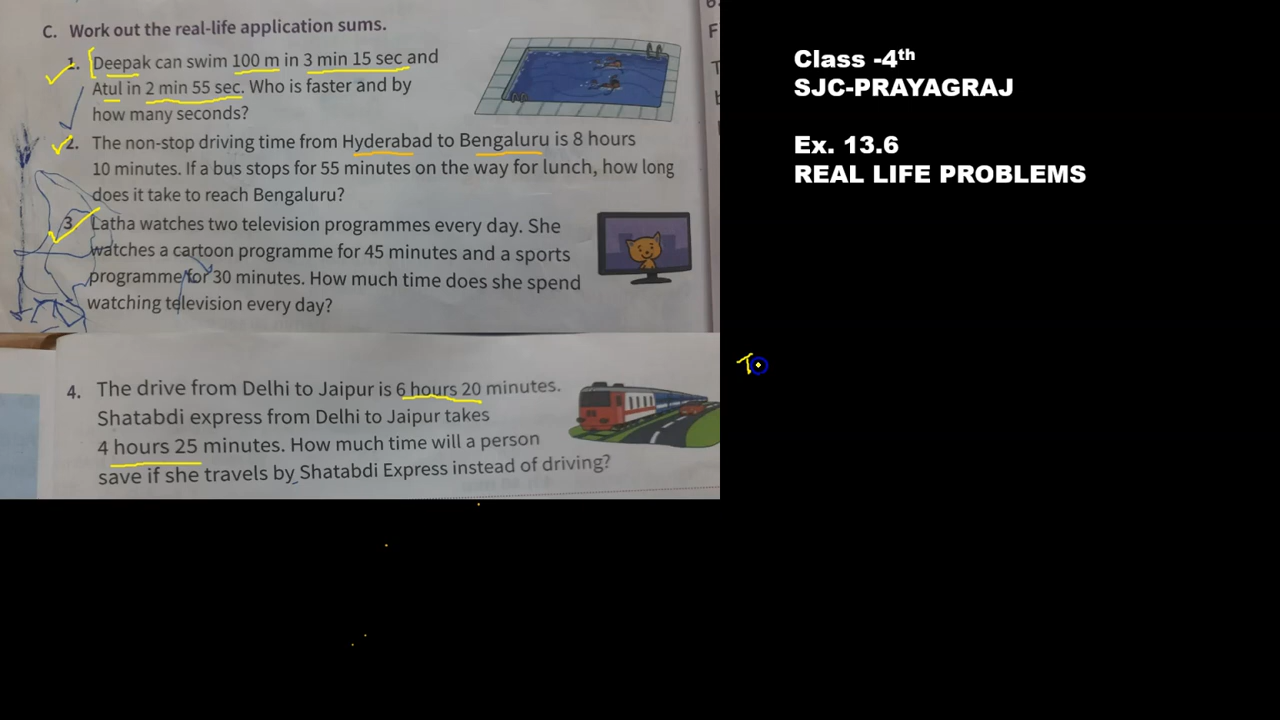 C. Work out the real-life application sums.
1. Deepak can swim 100 m in 3 min 15 sec and
Atul in 2 min 55 sec. Who is faster and by
how many seconds?
2. The non-stop driving time from Hyderabad to Bengaluru is 8 hours
10 minutes. If a bus stops for 55 minutes on the way for lunch, how long
does it take to reach Bengaluru?
3 Latha watches two television programmes every day. She
watches a cartoon programme for 45 minutes and a sports
programme for 30 minutes. How much time does she spend
watching television every day?
4. The drive from Delhi to Jaipur is 6 hours 20 minutes.
Shatabdi express from Delhi to Jaipur takes
4 hours 25 minutes. How much time will a person
save if she travels by Shatabdi Express instead of driving?
Class -4th
SJC-PRAYAGRAJ
Ex. 13.6
REAL LIFE PROBLEMS